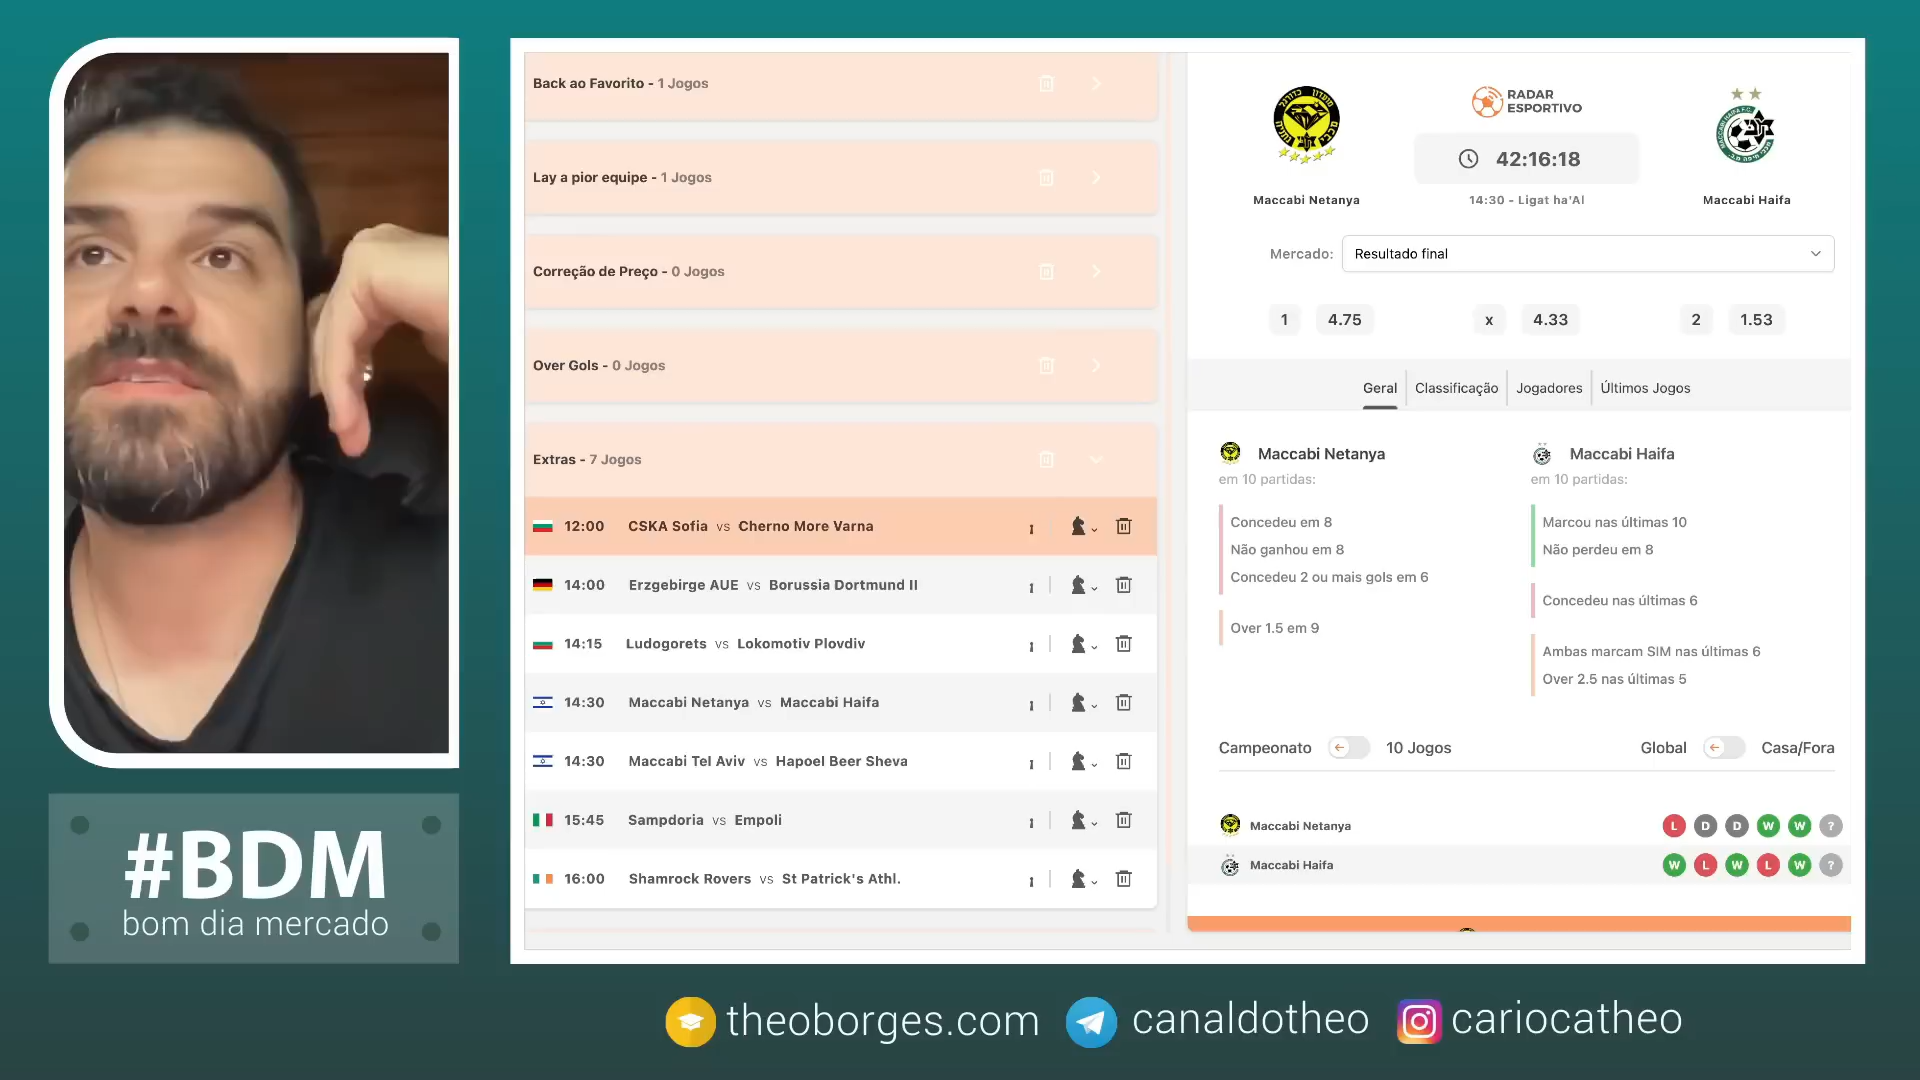 #BDM
bom dia mercado
Back ao Favorito - 1 Jogos
Lay a pior equipe - 1 Jogos
Correção de Preço - 0 Jogos
Over Gols - 0 Jogos
Extras - 7 Jogos
12:00 CSKA Sofia vs Cherno More Varna
14:00 Erzgebirge AUE vs Borussia Dortmund II
14:15 Ludogorets vs Lokomotiv Plovdiv
14:30 Maccabi Netanya vs Maccabi Haifa
14:30 Maccabi Tel Aviv vs Hapoel Beer Sheva
15:45 Sampdoria vs Empoli
16:00 Shamrock Rovers vs St Patrick's Athl.
RADAR
ESPORTIVO
42:16:18
Maccabi Netanya 14:30 - Ligat ha'Al Maccabi Haifa
Mercado: Resultado final
1 4.75 x 4.33 2 1.53
Geral Classificação Jogadores Últimos Jogos
Maccabi Netanya
em 10 partidas:
Concedeu em 8
Não ganhou em 8
Concedeu 2 ou mais gols em 6
Over 1.5 em 9
Maccabi Haifa
em 10 partidas:
Marcou nas últimas 10
Não perdeu em 8
Concedeu nas últimas 6
Ambas marcam SIM nas últimas 6
Over 2.5 nas últimas 5
Campeonato 10 Jogos Global Casa/Fora
Maccabi Netanya L D D W W ?
Maccabi Haifa W L W L W ?
theoborges.com canaldotheo cariocatheo